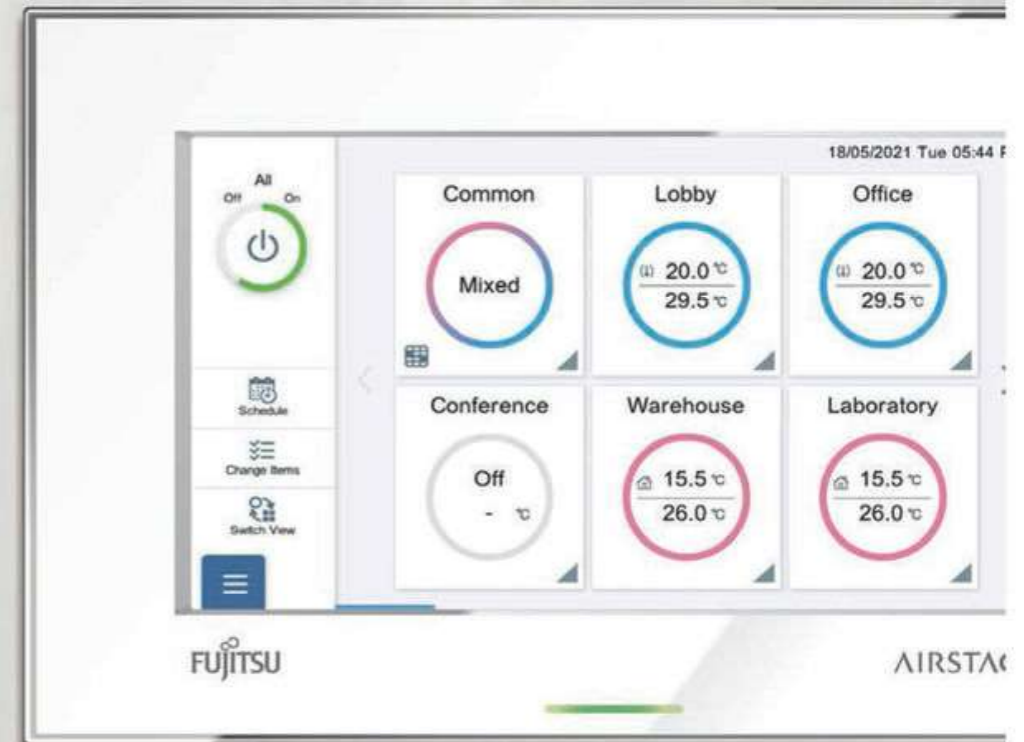 18/05/2021 Tue 05:44
All
Off On
Common
Mixed
Lobby
20.0 ℃
29.5 ℃
Office
20.0 ℃
29.5 ℃
Schedule
Change Items
Switch View
Conference
Off
- ℃
Warehouse
15.5 ℃
26.0 ℃
Laboratory
15.5 ℃
26.0 ℃
FUJITSU
AIRSTA